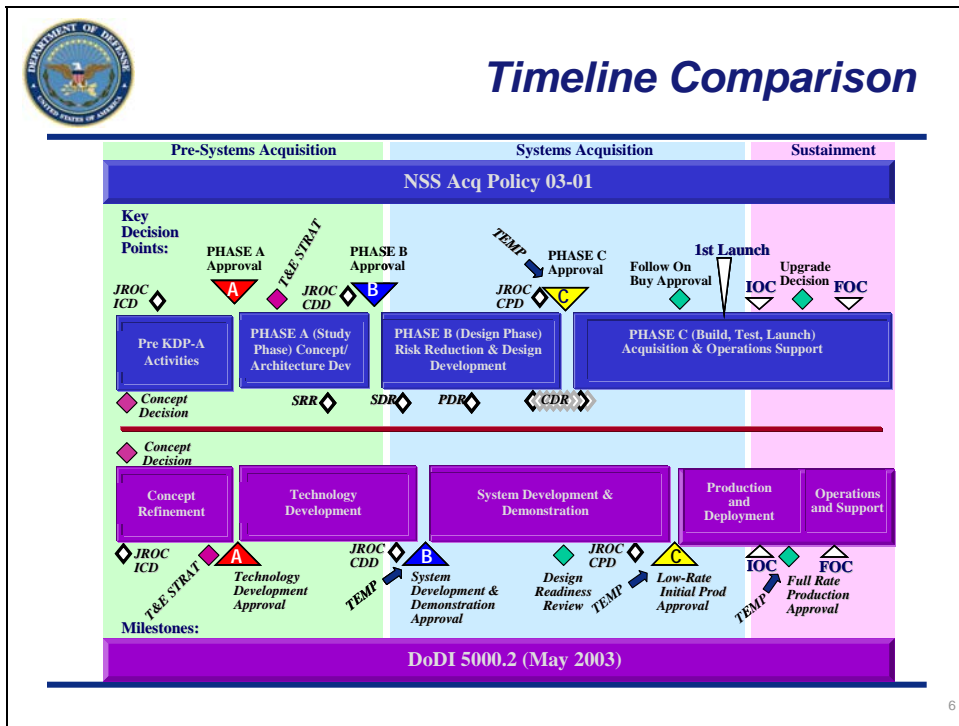 DEPARTMENT OF DEFENSE
UNITED STATES OF AMERICA
Timeline Comparison
Pre-Systems Acquisition
Systems Acquisition
Sustainment
NSS Acq Policy 03-01
Key
Decision
Points:
JROC
ICD
PHASE A
Approval
A
T&E STRAT
JROC
CDD
PHASE B
Approval
B
TEMP
JROC
CPD
PHASE C
Approval
C
Follow On
Buy Approval
1st Launch
IOC
Upgrade
Decision
FOC
Pre KDP-A
Activities
PHASE A (Study
Phase) Concept/
Architecture Dev
PHASE B (Design Phase)
Risk Reduction & Design
Development
PHASE C (Build, Test, Launch)
Acquisition & Operations Support
Concept
Decision
SRR
SDR
PDR
CDR
Concept
Decision
Concept
Refinement
Technology
Development
System Development &
Demonstration
Production
and
Deployment
Operations
and Support
JROC
ICD
T&E STRAT
A
Technology
Development
Approval
JROC
CDD
TEMP
B
System
Development &
Demonstration
Approval
Design
Readiness
Review
JROC
CPD
TEMP
C
Low-Rate
Initial Prod
Approval
IOC
TEMP
Full Rate
Production
Approval
FOC
Milestones:
DoDI 5000.2 (May 2003)
6